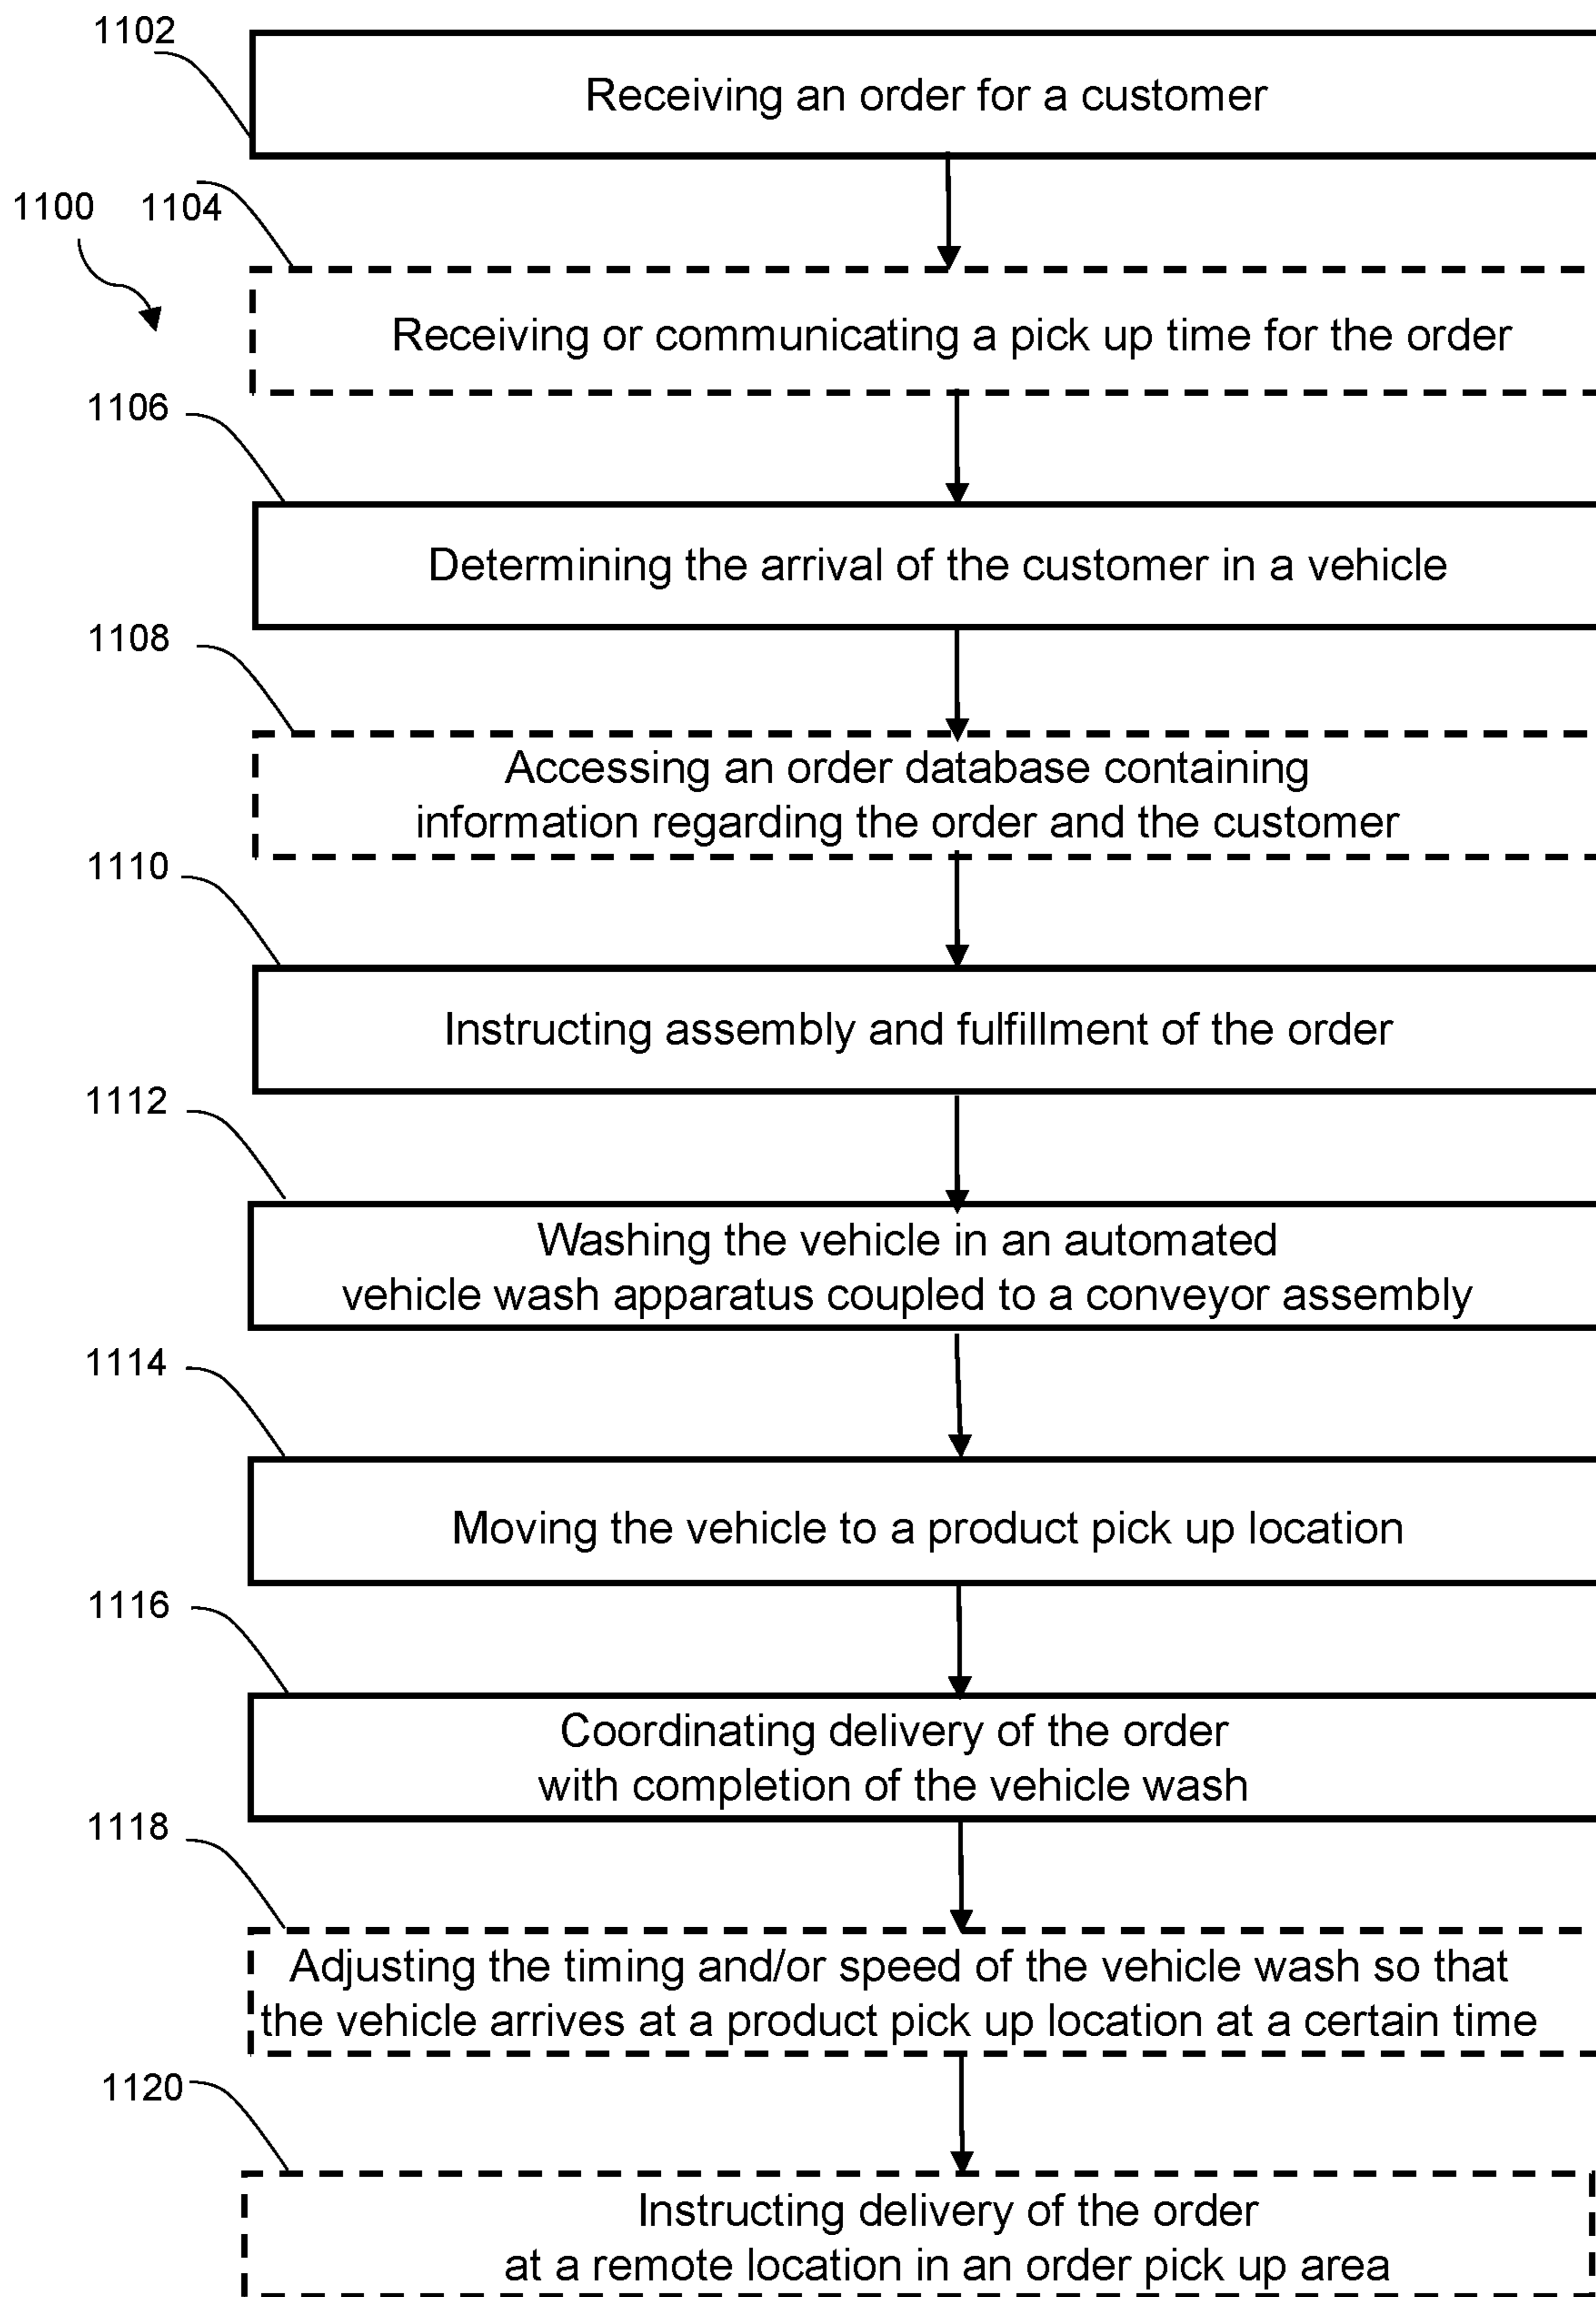 1102
Receiving an order for a customer
1100
1104
Receiving or communicating a pick up time for the order
1106
Determining the arrival of the customer in a vehicle
1108
Accessing an order database containing
information regarding the order and the customer
1110
Instructing assembly and fulfillment of the order
1112
Washing the vehicle in an automated
vehicle wash apparatus coupled to a conveyor assembly
1114
Moving the vehicle to a product pick up location
1116
Coordinating delivery of the order
with completion of the vehicle wash
1118
Adjusting the timing and/or speed of the vehicle wash so that
the vehicle arrives at a product pick up location at a certain time
1120
Instructing delivery of the order
at a remote location in an order pick up area